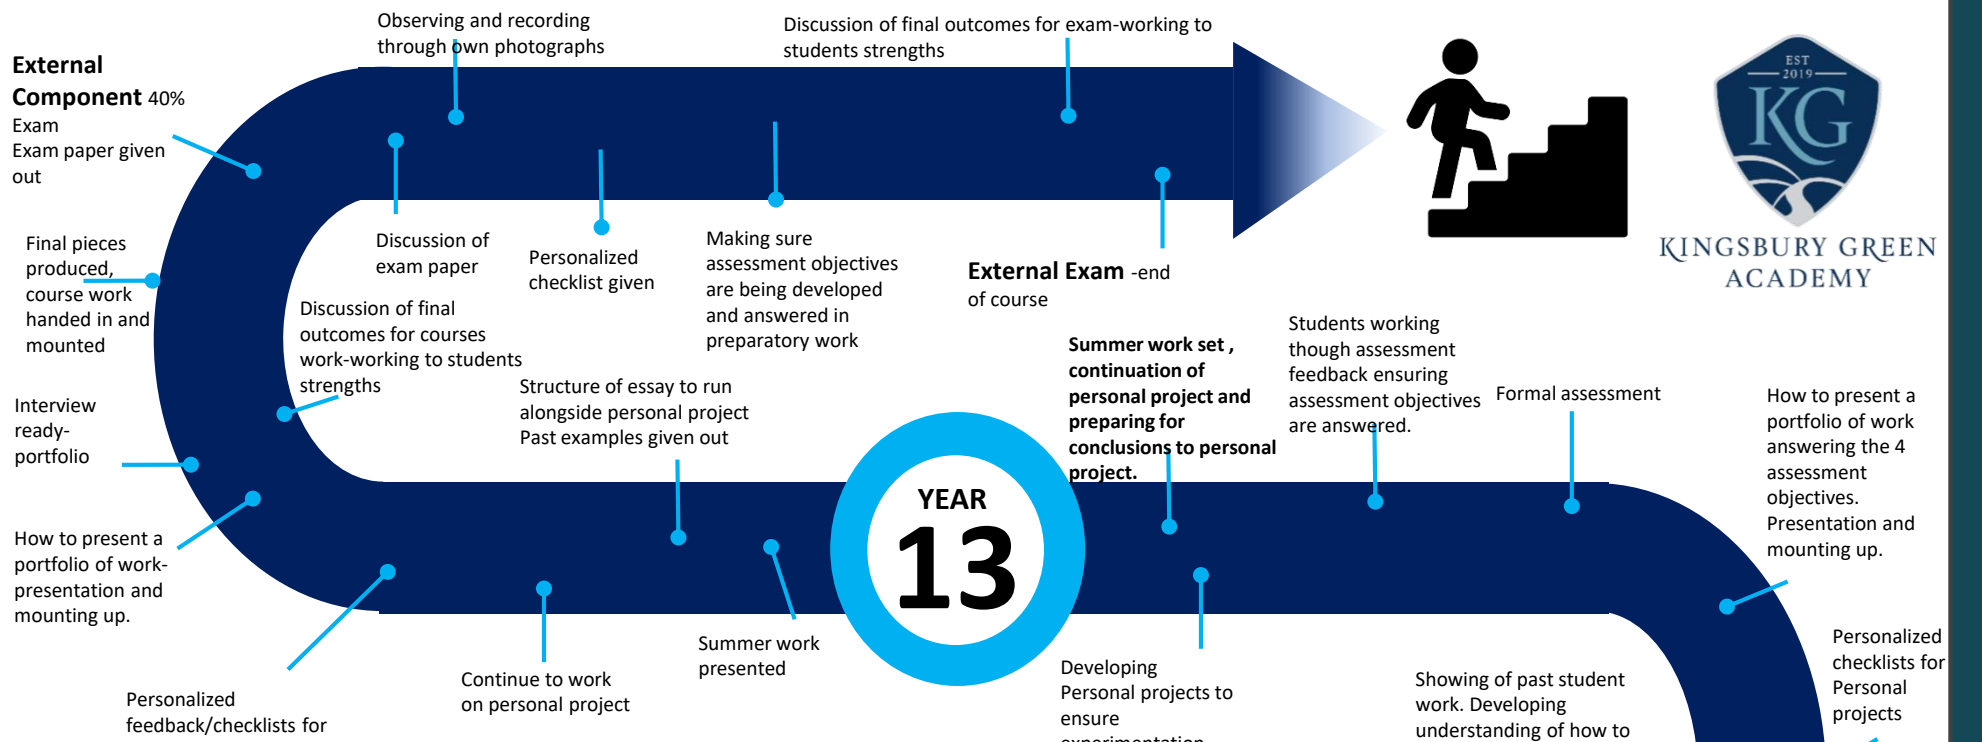 Observing and recording
through own photographs
Discussion of final outcomes for exam-working to
students strengths
External
Component 40%
Exam
Exam paper given
out
EST
2019
KG
KINGSBURY GREEN
ACADEMY
Final pieces
produced,
course work
handed in and
mounted
Discussion of
exam paper
Personalized
checklist given
Making sure
assessment objectives
are being developed
and answered in
preparatory work
External Exam -end
of course
Discussion of final
outcomes for courses
work-working to students
strengths
Interview
ready-
portfolio
Structure of essay to run
alongside personal project
Past examples given out
Summer work set ,
continuation of
personal project and
preparing for
conclusions to personal
project.
Students working
though assessment
feedback ensuring
assessment objectives
are answered.
Formal assessment
How to present a
portfolio of work
answering the 4
assessment
objectives.
Presentation and
mounting up.
YEAR
13
How to present a
portfolio of work-
presentation and
mounting up.
Personalized
feedback/checklists for
Continue to work
on personal project
Summer work
presented
Developing
Personal projects to
ensure
experimentation
Showing of past student
work. Developing
understanding of how to
Personalized
checklists for
Personal
projects